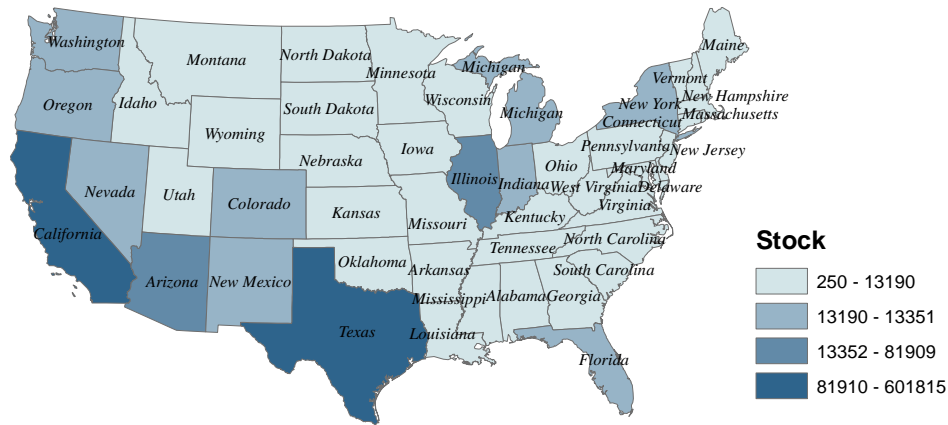 Washington
Montana
North Dakota
Minnesota
Michigan
Maine
Vermont
New Hampshire
Massachusetts
Oregon
Idaho
South Dakota
Wisconsin
Michigan
New York
Connecticut
Wyoming
Nebraska
Iowa
Pennsylvania
New Jersey
Nevada
Utah
Colorado
Kansas
Missouri
Illinois
Indiana
Ohio
West Virginia
Maryland
Delaware
Virginia
Kentucky
California
Arizona
New Mexico
Oklahoma
Arkansas
Tennessee
North Carolina
South Carolina
Mississippi
Alabama
Georgia
Texas
Louisiana
Florida
Stock
250 - 13190
13190 - 13351
13352 - 81909
81910 - 601815